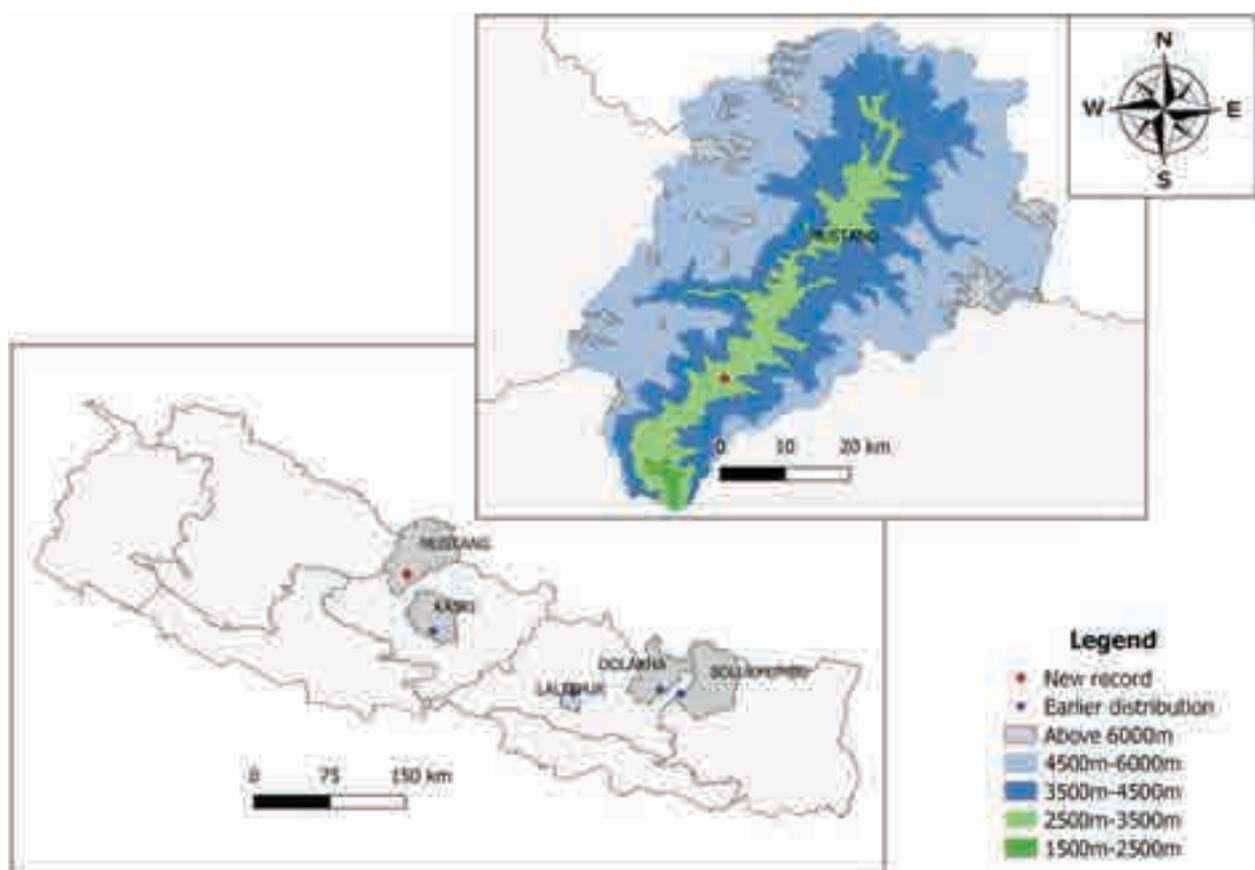 N
W E
S
MUSTANG
0 10 20 km
MUSTANG
KASKI
DOLAKHA
SOLUKHUMBU
LALITPUR
0 75 150 km
Legend
New record
Earlier distribution
Above 6000m
4500m-6000m
3500m-4500m
2500m-3500m
1500m-2500m